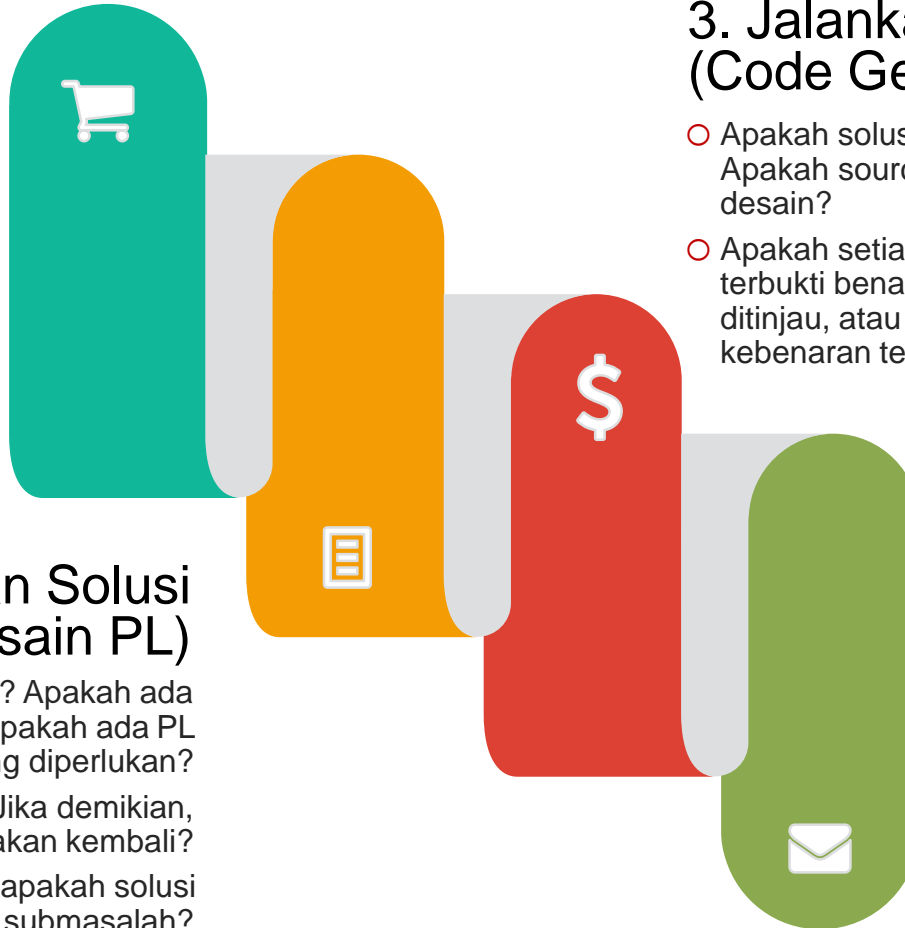 3. Jalanka
(Code Ge
Apakah solus
Apakah sourc
desain?
Apakah setia
terbukti bena
ditinjau, atau
kebenaran te
n Solusi
sain PL)
? Apakah ada
pakah ada PL
ng diperlukan?
Jika demikian,
akan kembali?
apakah solusi
submasalah?
$